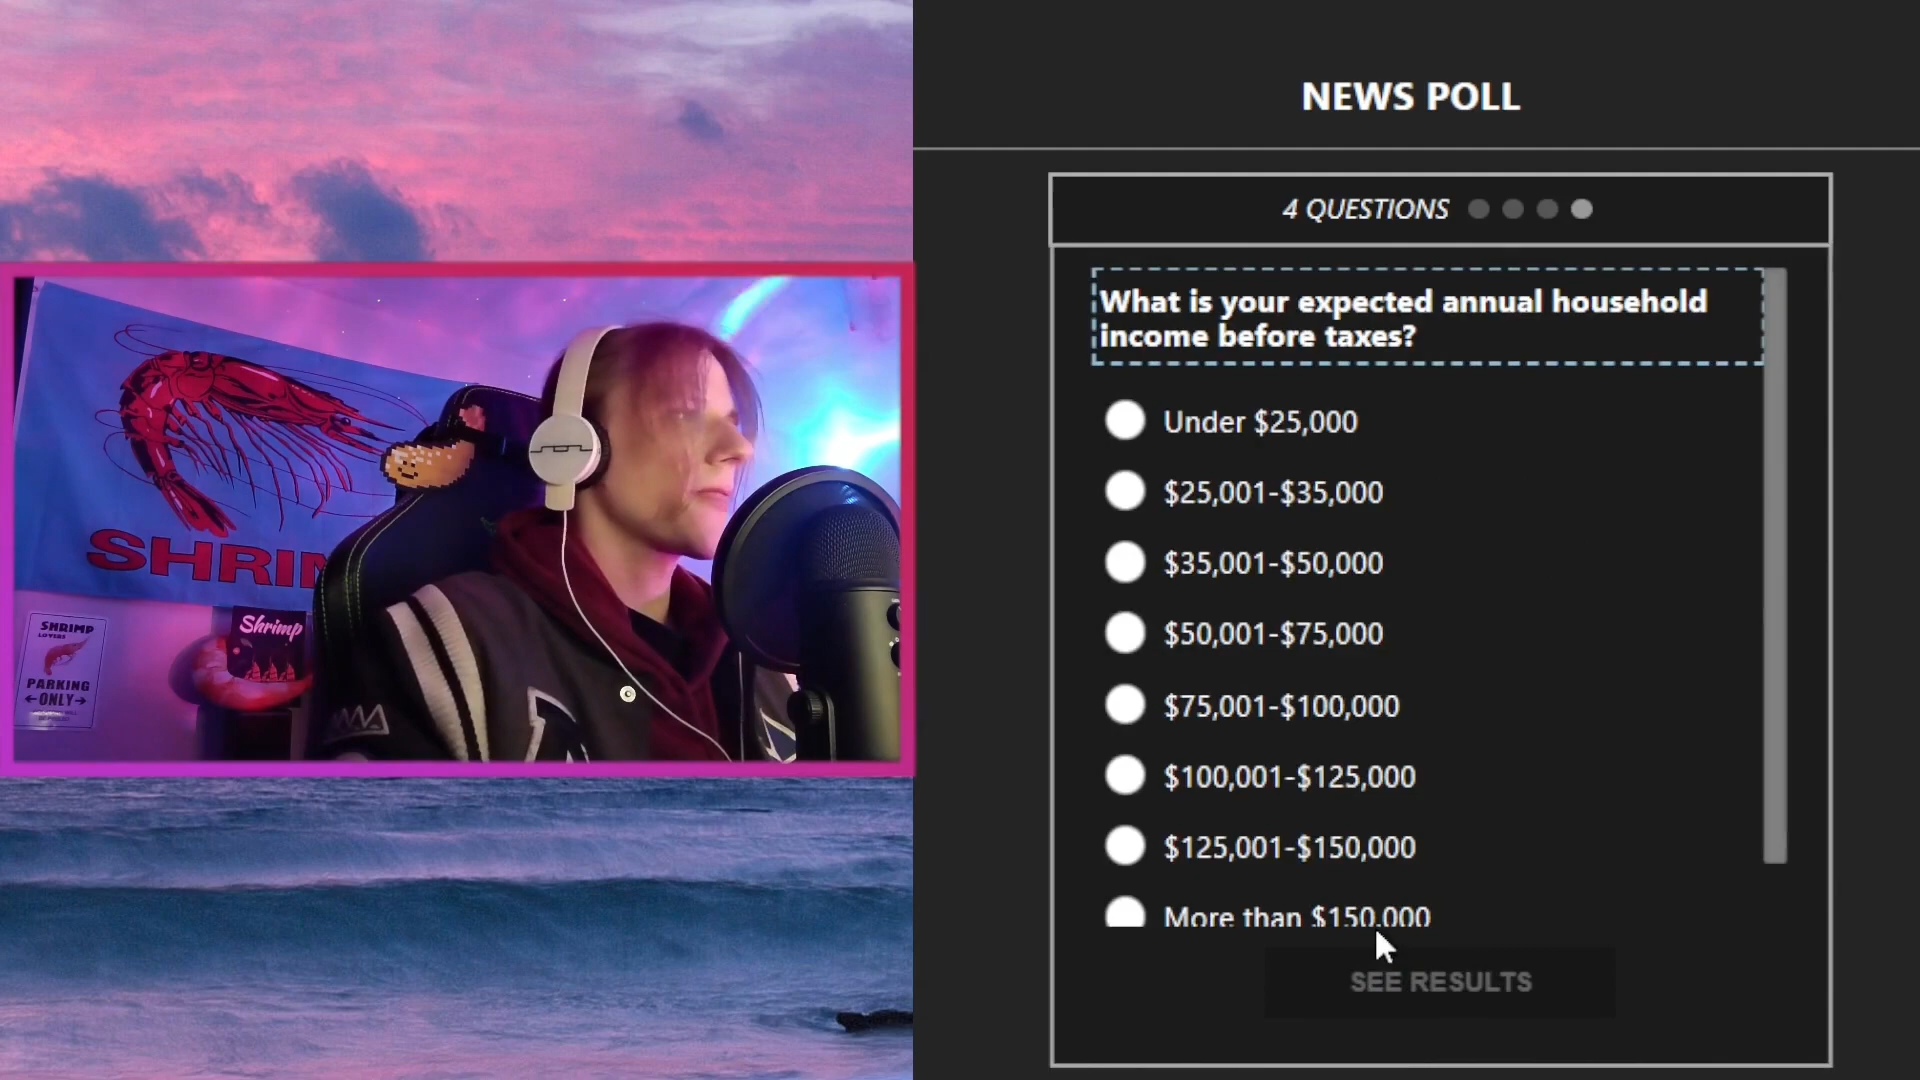 NEWS POLL
4 QUESTIONS
What is your expected annual household
income before taxes?
Under $25,000
$25,001-$35,000
$35,001-$50,000
$50,001-$75,000
$75,001-$100,000
$100,001-$125,000
$125,001-$150,000
More than $150,000
SEE RESULTS
SHRIM
Shrimp
SHRIMP
LOVERS
PARKING
ONLY